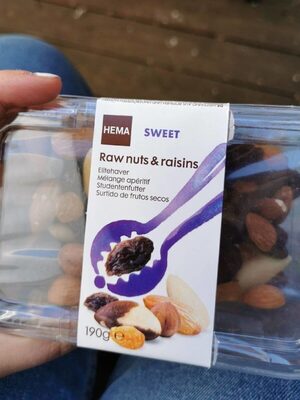 HEMA
SWEET
Raw nuts & raisins
Elitehaver
Mélange apéritif
Studentenfutter
Surtido de frutos secos
190g e